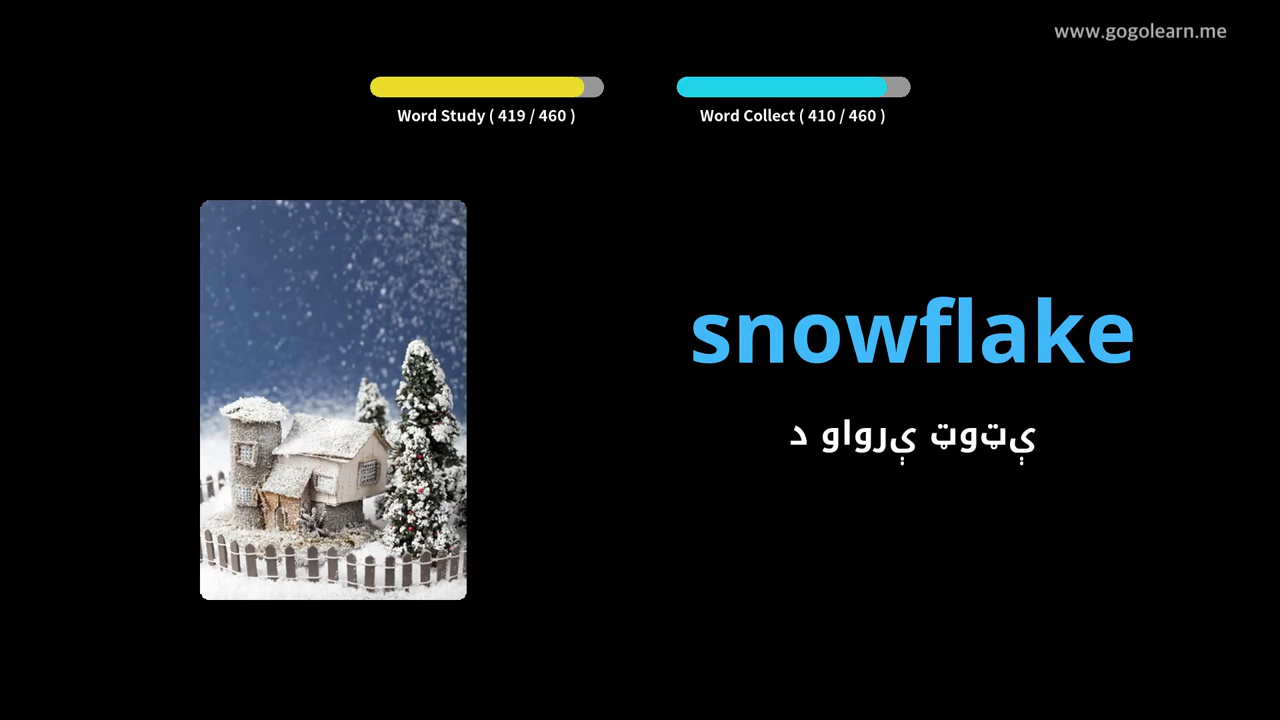 www.gogolearn.me
Word Study ( 419 / 460 )
Word Collect ( 410 / 460 )
snowflake
د واورې ټوټې